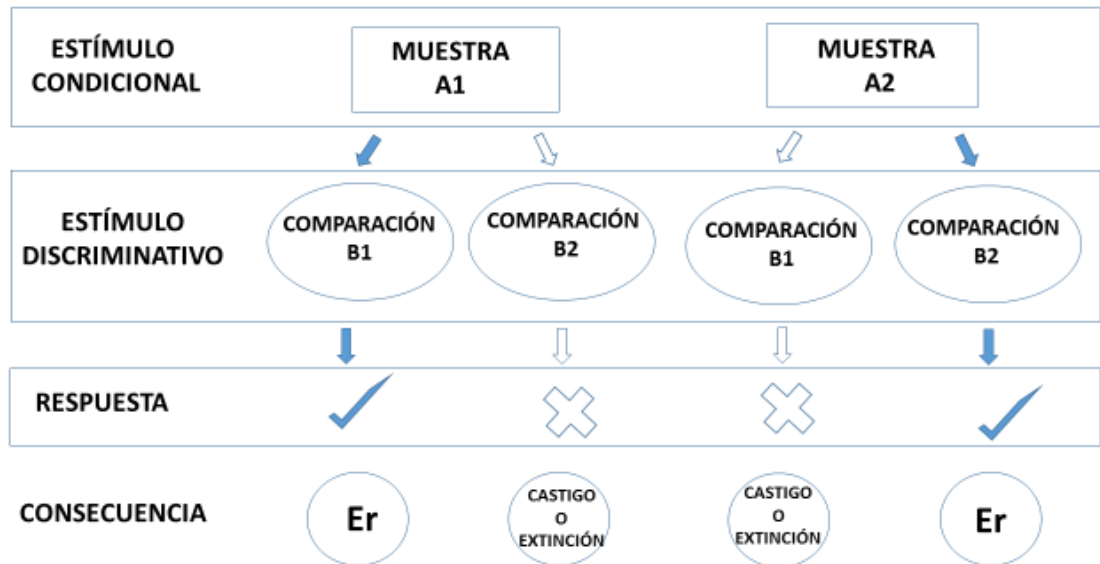 ESTÍMULO
CONDICIONAL
MUESTRA
A1
MUESTRA
A2
ESTÍMULO
DISCRIMINATIVO
COMPARACIÓN
B1
COMPARACIÓN
B2
COMPARACIÓN
B1
COMPARACIÓN
B2
RESPUESTA
CONSECUENCIA
Er
CASTIGO
O
EXTINCIÓN
CASTIGO
O
EXTINCIÓN
Er